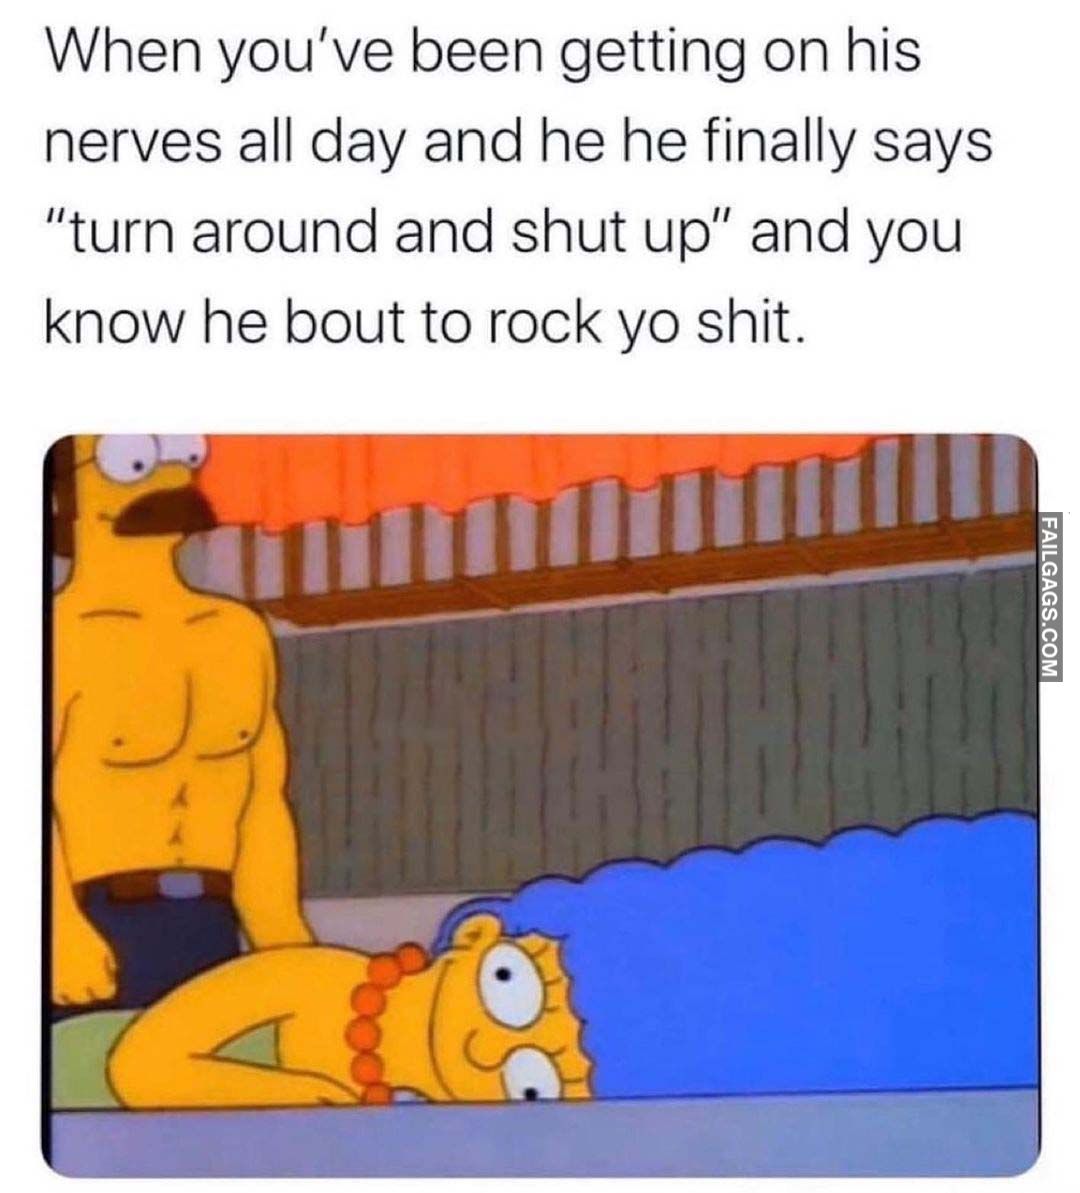 When you've been getting on his
nerves all day and he he finally says
"turn around and shut up" and you
know he bout to rock yo shit.
FAILGAGS.COM